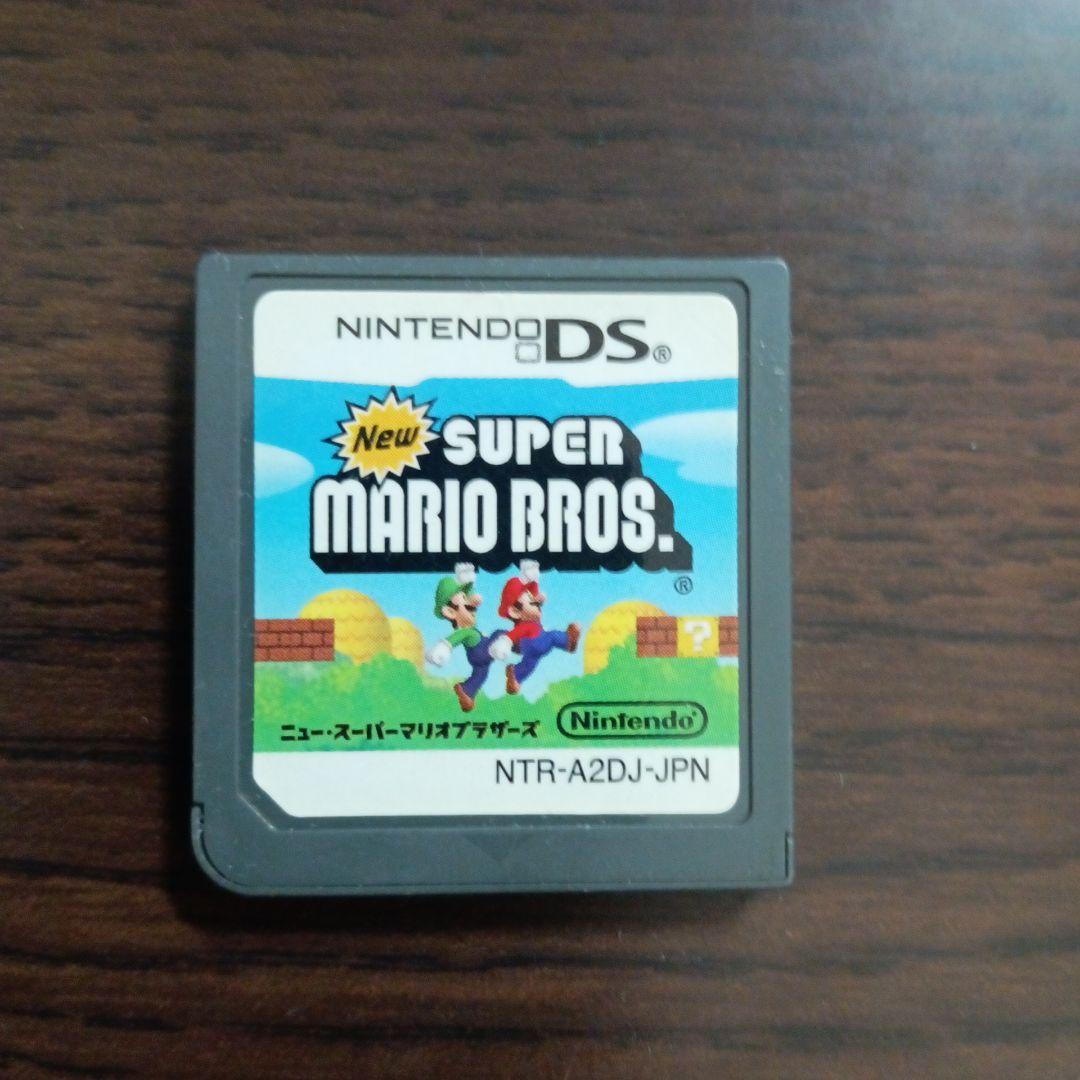 NINTENDO DS®
New SUPER
MARIO BROS.
®
?
ニュー・スーパーマリオブラザーズ
Nintendo®
NTR-A2DJ-JPN